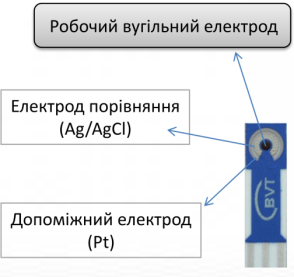 Робочий вугільний електрод
Електрод порівняння
(Ag/AgCl)
Допоміжний електрод
(Pt)
BVT